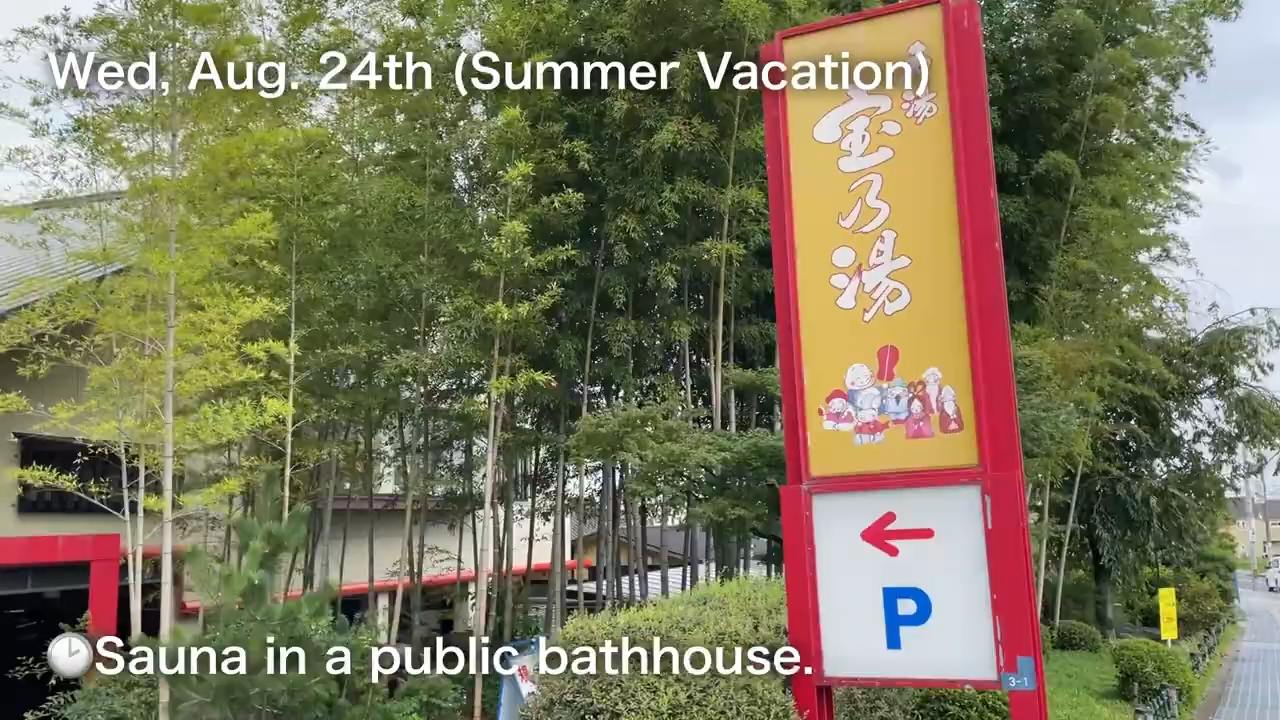 Wed, Aug. 24th (Summer Vacation)
宝乃湯
P
3-1
🕑Sauna in a public bathhouse.